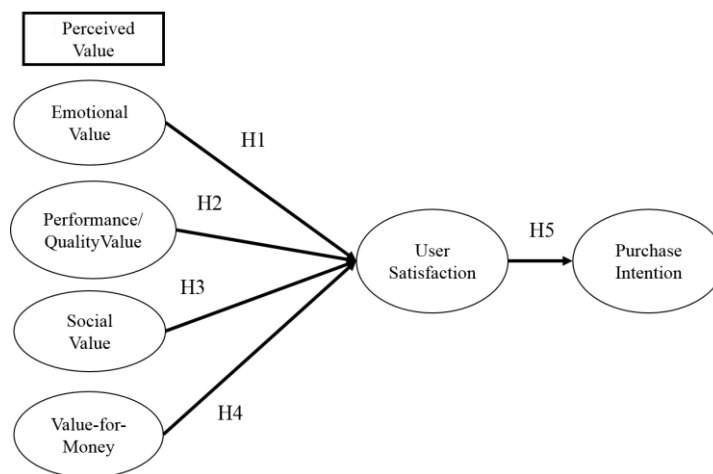 Perceived
Value
Emotional
Value
H1
Performance/
QualityValue
H2
Social
Value
H3
Value-for-
Money
H4
User
Satisfaction
H5
Purchase
Intention